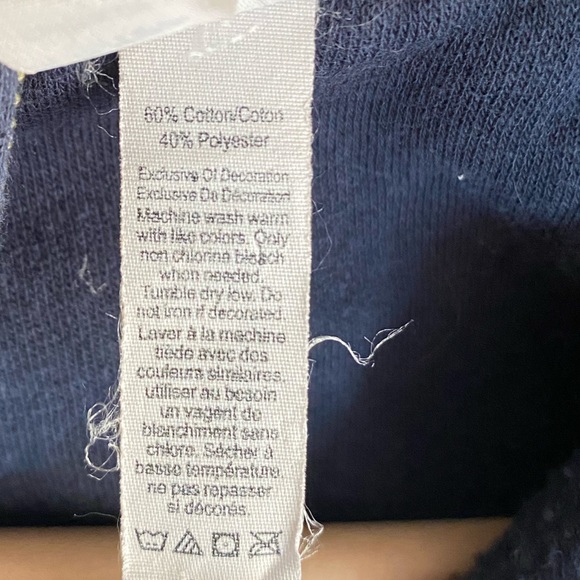 60% Cotton/Coton
40% Polyester
Exclusive Of Decoration
Exclusive De Décoration
Machine wash warm
with like colors. Only
non chlorine bleach
when needed.
Tumble dry low. Do
not iron if decorated.
Laver à la machine
tiède avec des
couleurs similaires,
utiliser au besoin
un yagent de
blanchiment sans
chlore. Sécher à
basse température,
ne pas repasser
si décorés.